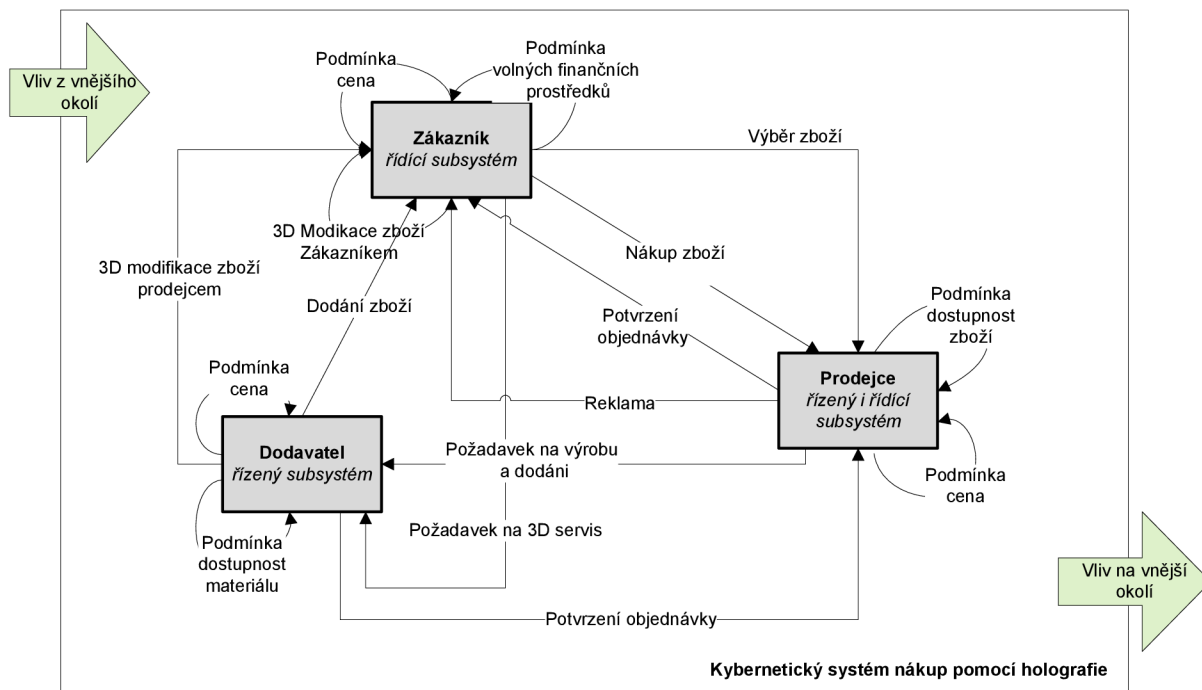 Vliv z vnějšího
okolí
Podmínka
cena
Podmínka
volných finančních
prostředků
Zákazník
řídící subsystém
Výběr zboží
3D Modikace zboží
Zákazníkem
Nákup zboží
3D modifikace zboží
prodejcem
Dodání zboží
Potvrzení
objednávky
Podmínka
dostupnost
zboží
Podmínka
cena
Prodejce
řízený i řídící
subsystém
Reklama
Dodavatel
řízený subsystém
Požadavek na výrobu
a dodáni
Podmínka
cena
Požadavek na 3D servis
Podmínka
dostupnost
materiálu
Vliv na vnější
okolí
Potvrzení objednávky
Kybernetický systém nákup pomocí holografie